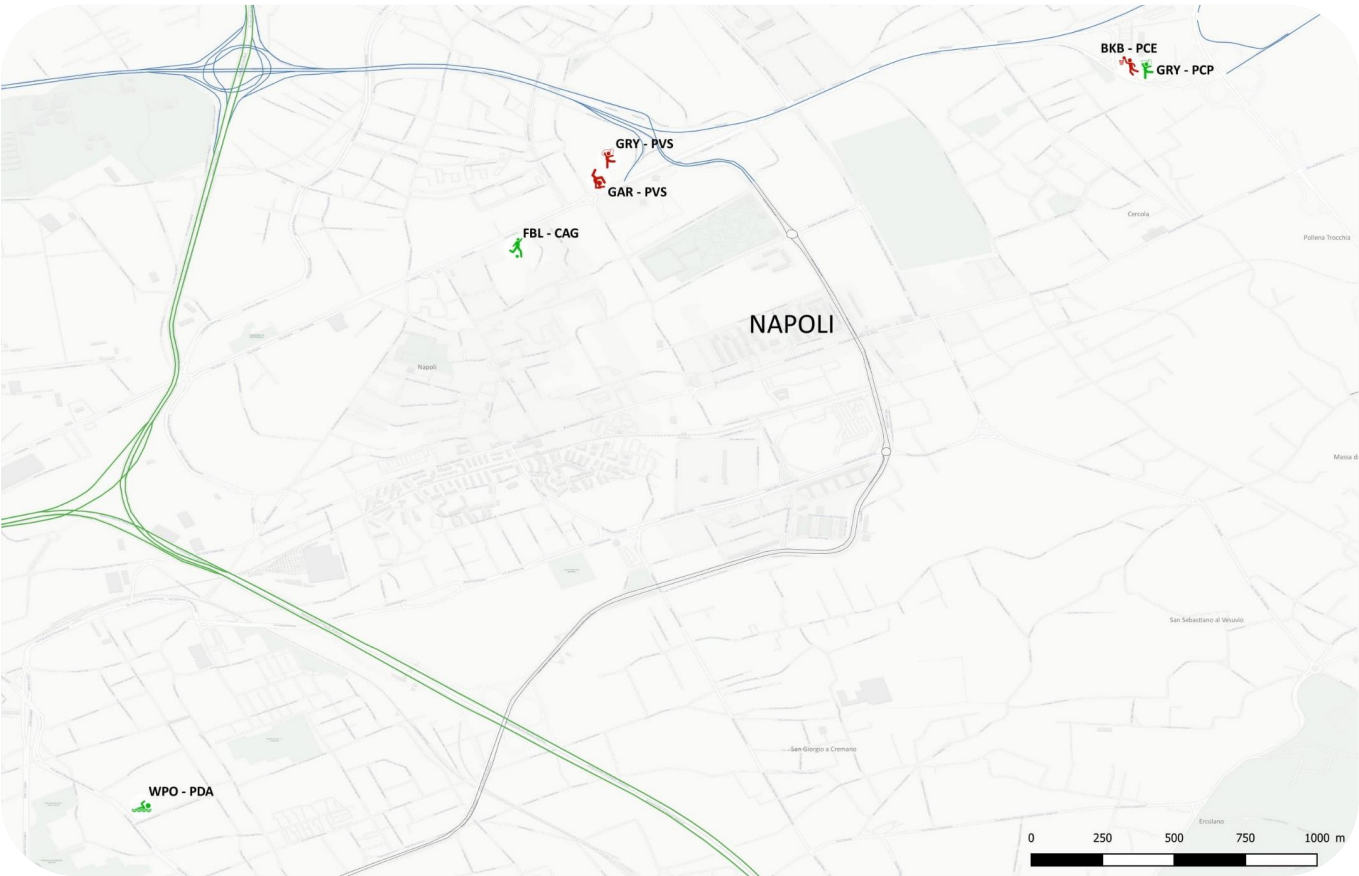 BKB - PCE
GRY - PCP
GRY - PVS
GAR - PVS
Cercola
FBL - CAG
Pollena Trocchia
NAPOLI
Napoli
Massa di
San Sebastiano al Vesuvio
San Giorgio a Cremano
WPO - PDA
Ercolano
0 250 500 750 1000 m